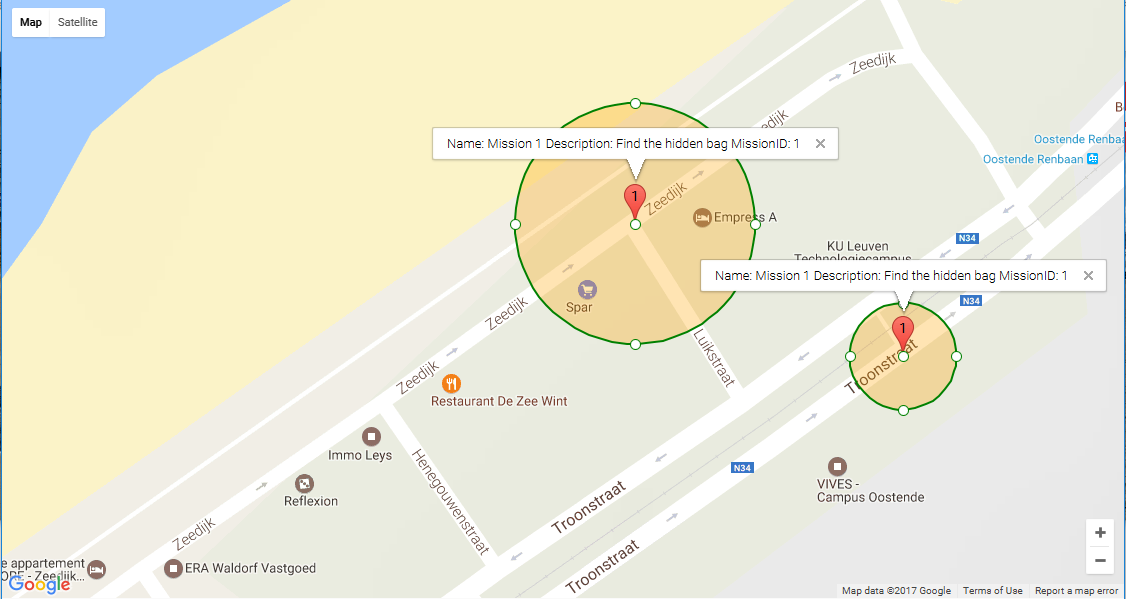 Map Satellite
Zeedijk
Zeedijk
Name: Mission 1 Description: Find the hidden bag MissionID: 1
Oostende Renbaan
Oostende Renbaan
1
Zeedijk
Empress A
N34
KU Leuven
Technologiecampus
Name: Mission 1 Description: Find the hidden bag MissionID: 1
Spar
N34
Zeedijk
1
Luikstraat
Troonstraat
Zeedijk
Restaurant De Zee Wint
Immo Leys
Henegouwenstraat
N34
Reflexion
VIVES -
Campus Oostende
Troonstraat
Zeedijk
Troonstraat
e appartement
ERA Waldorf Vastgoed
Google
Map data ©2017 Google Terms of Use Report a map error